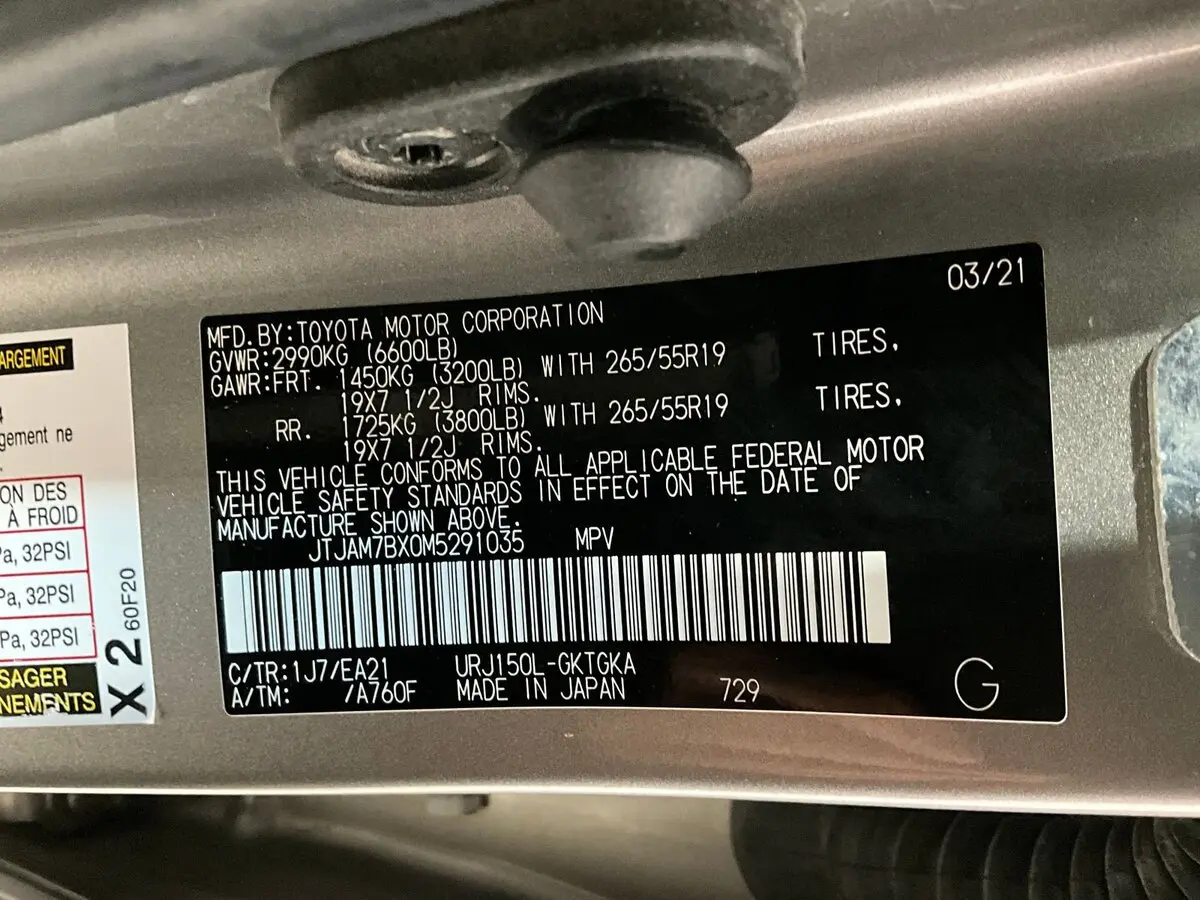 ARGEMENT
gement ne
ON DES
À FROID
Pa, 32PSI
Pa, 32PSI
Pa, 32PSI
SAGER
NEMENTS
X 2
60F20
03/21
MFD.BY:TOYOTA MOTOR CORPORATION
GVWR:2990KG (6600LB)
GAWR:FRT. 1450KG (3200LB) WITH 265/55R19 TIRES,
19X7 1/2J RIMS.
RR. 1725KG (3800LB) WITH 265/55R19 TIRES,
19X7 1/2J RIMS.
THIS VEHICLE CONFORMS TO ALL APPLICABLE FEDERAL MOTOR
VEHICLE SAFETY STANDARDS IN EFFECT ON THE DATE OF
MANUFACTURE SHOWN ABOVE.
JTJAM7BX0M5291035 MPV
C/TR:1J7/EA21 URJ150L-GKTGKA
A/TM: /A760F MADE IN JAPAN 729
G